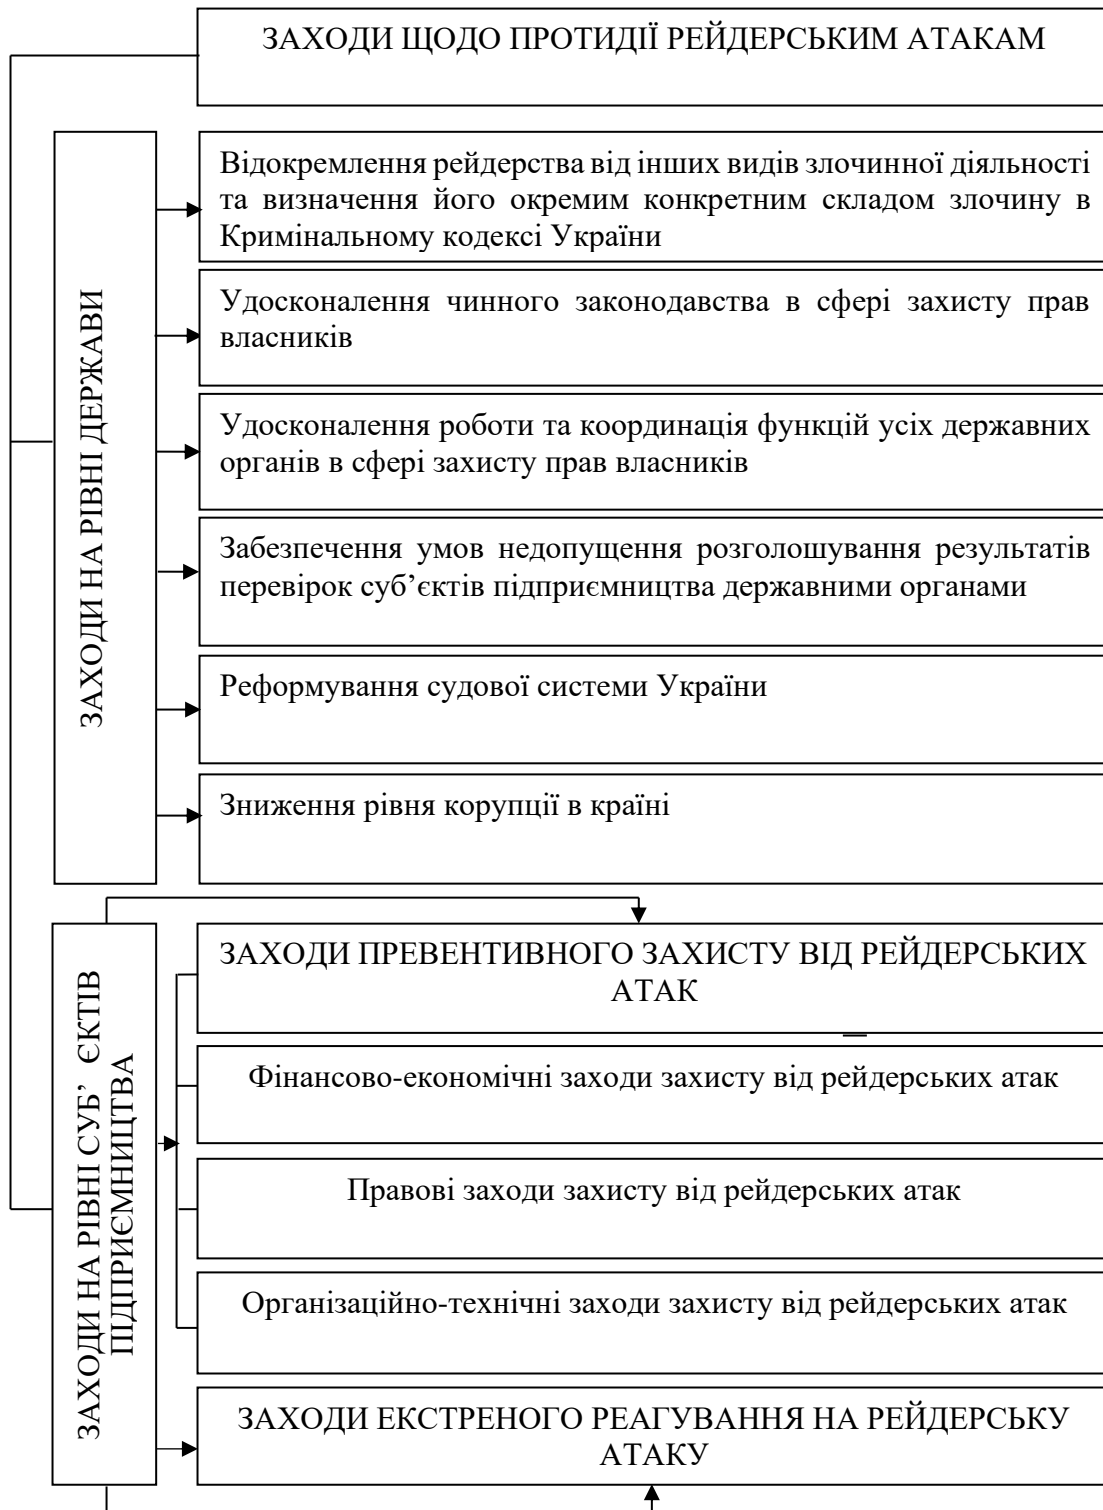 ЗАХОДИ ЩОДО ПРОТИДІЇ РЕЙДЕРСЬКИМ АТАКАМ
ЗАХОДИ НА РІВНІ ДЕРЖАВИ
Відокремлення рейдерства від інших видів злочинної діяльності
та визначення його окремим конкретним складом злочину в
Кримінальному кодексі України
Удосконалення чинного законодавства в сфері захисту прав
власників
Удосконалення роботи та координація функцій усіх державних
органів в сфері захисту прав власників
Забезпечення умов недопущення розголошування результатів
перевірок суб’єктів підприємництва державними органами
Реформування судової системи України
Зниження рівня корупції в країні
ЗАХОДИ НА РІВНІ СУБ’ ЄКТІВ
ПІДПРИЄМНИЦТВА
ЗАХОДИ ПРЕВЕНТИВНОГО ЗАХИСТУ ВІД РЕЙДЕРСЬКИХ
АТАК
Фінансово-економічні заходи захисту від рейдерських атак
Правові заходи захисту від рейдерських атак
Організаційно-технічні заходи захисту від рейдерських атак
ЗАХОДИ ЕКСТРЕНОГО РЕАГУВАННЯ НА РЕЙДЕРСЬКУ
АТАКУ